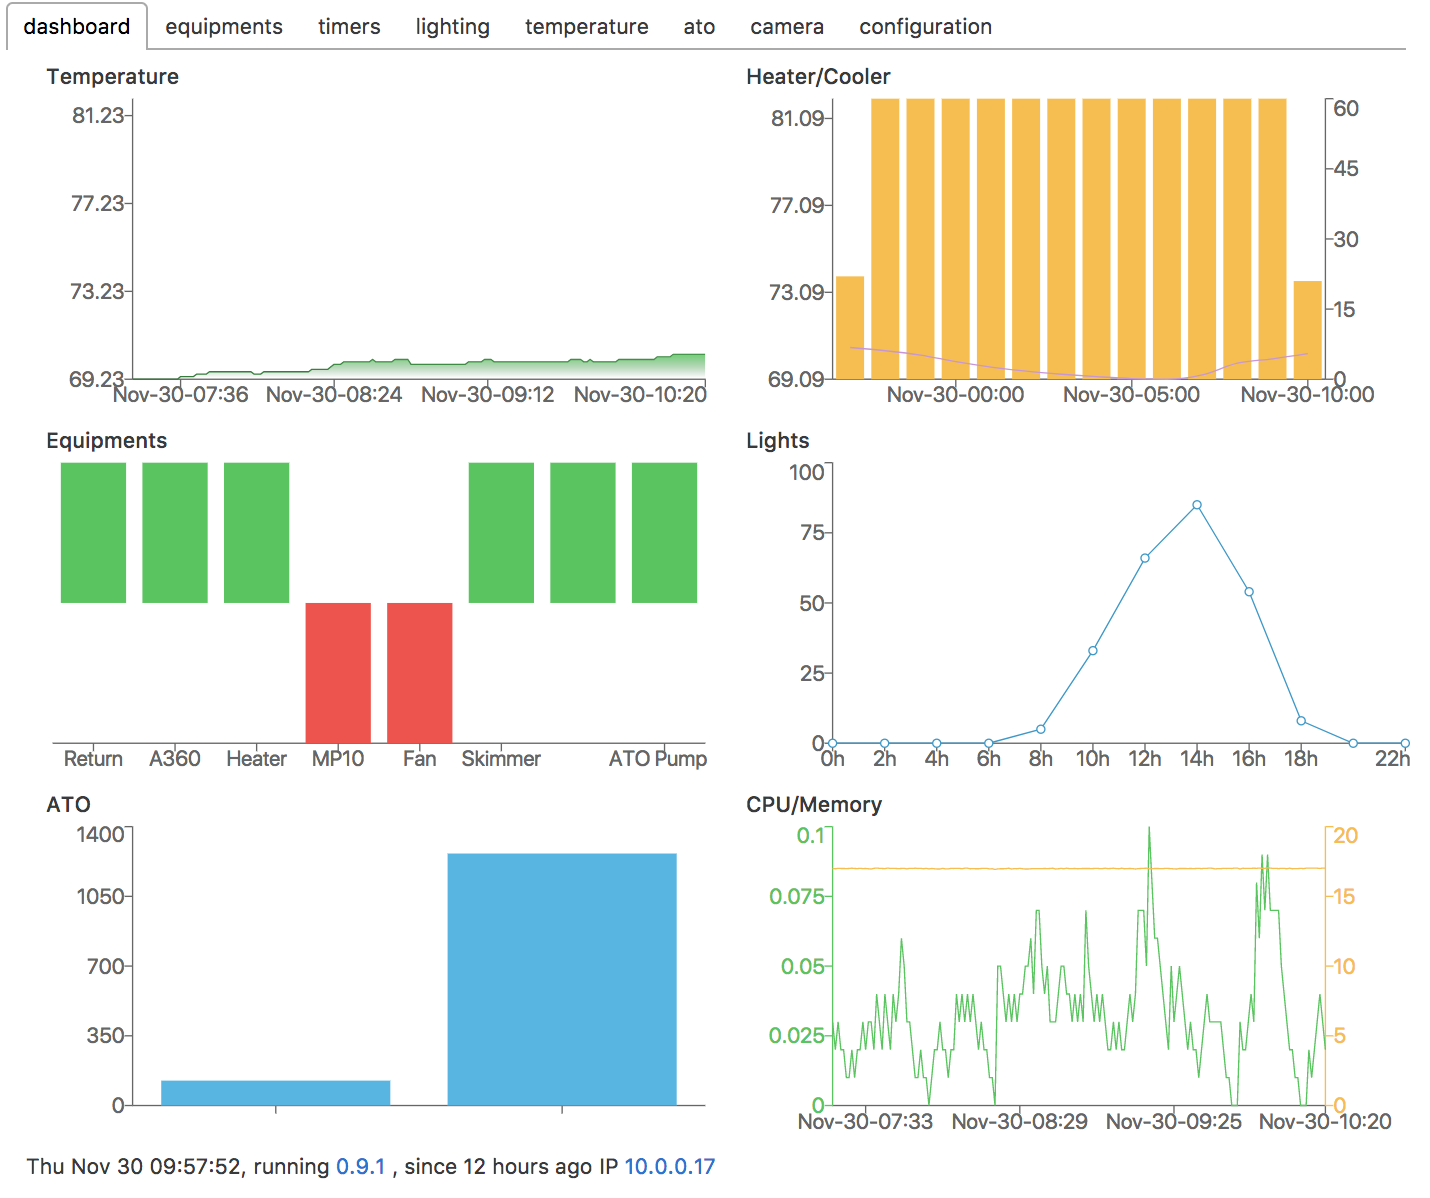 dashboard equipments timers lighting temperature ato camera configuration
Temperature
81.23
77.23
73.23
69.23
Nov-30-07:36 Nov-30-08:24 Nov-30-09:12 Nov-30-10:20
Heater/Cooler
81.09
77.09
73.09
69.09
60
45
30
15
0
Nov-30-00:00 Nov-30-05:00 Nov-30-10:00
Equipments
Return A360 Heater MP10 Fan Skimmer ATO Pump
Lights
100
75
50
25
0
0h 2h 4h 6h 8h 10h 12h 14h 16h 18h 22h
ATO
1400
1050
700
350
0
CPU/Memory
0.1
0.075
0.05
0.025
0
20
15
10
5
0
Nov-30-07:33 Nov-30-08:29 Nov-30-09:25 Nov-30-10:20
Thu Nov 30 09:57:52, running 0.9.1 , since 12 hours ago IP 10.0.0.17